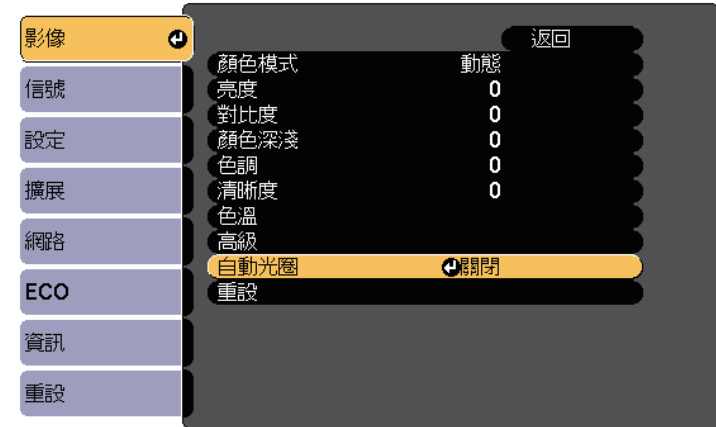 影像
信號
設定
擴展
網路
ECO
資訊
重設
返回
顏色模式 動態
亮度 0
對比度 0
顏色深淺 0
色調 0
清晰度 0
色溫
高級
自動光圈 關閉
重設